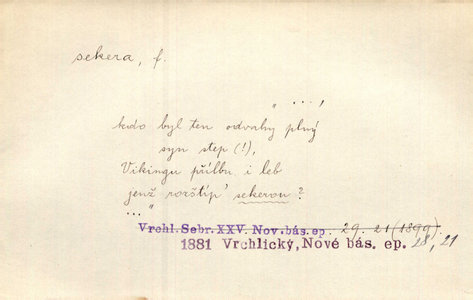 sekera, f.
„ ...,
kdo byl ten odvahy plný
syn step (!),
Vikingu přílbu i leb
jenž rozštíp' sekerou?
..."
Vrchl. Sebr. XXV. Nov. bás. ep. 29. 21 (1899).
1881 Vrchlický, Nové bás. ep. 28, 21